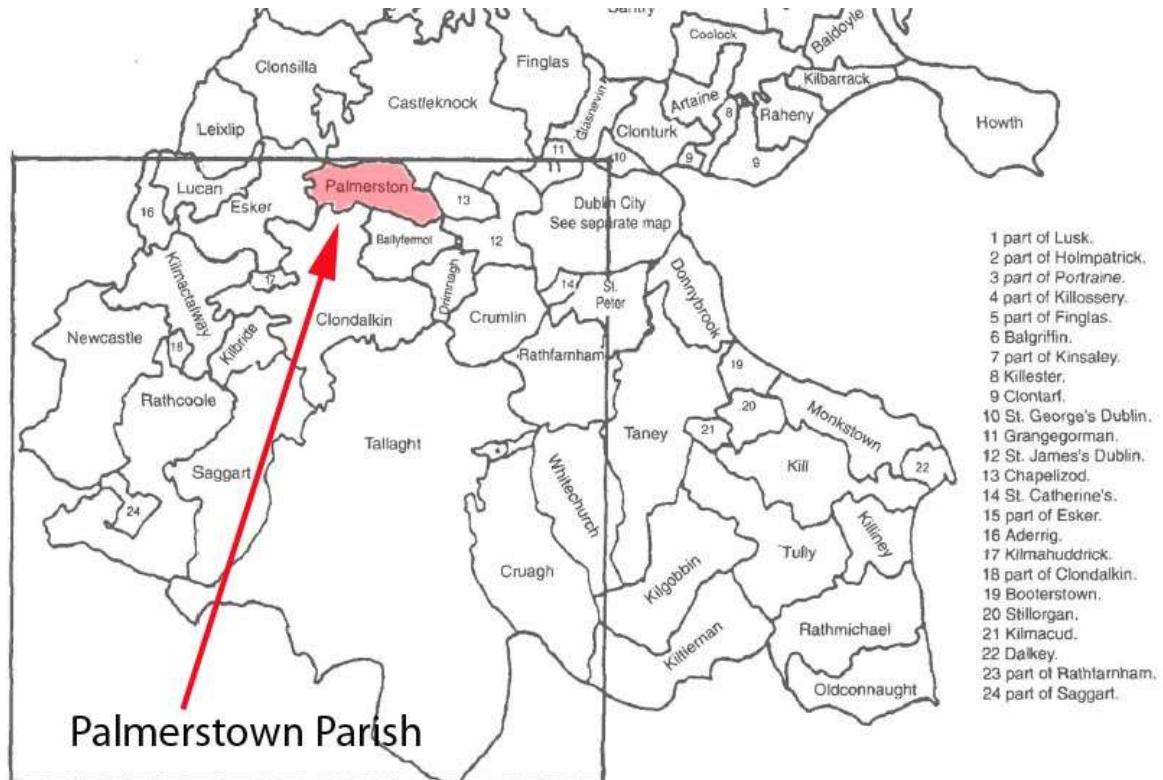 Santry
Coolock
Baldoyle
Clonsilla
Finglas
Kilbarrack
Castleknock
Glasnevin
Artaine
8
Raheny
Howth
Leixlip
Clonturk
11
10
9
9
11
Lucan
Palmerston
13
16
Esker
Dublin City
See separate map
Ballyfermot
12
Kilmactalway
17
Drimnagh
14
St.
Peter
Donnybrook
Newcastle
Clondalkin
Crumlin
18
Kilbride
Rathfarnham
19
Rathcoole
20
Monkstown
Tallaght
Taney
21
Saggart
Whitechurch
Kill
22
24
Killiney
Tully
Cruagh
Kilgobbin
Kiltiernan
Rathmichael
Oldconnaught
Palmerstown Parish
1 part of Lusk.
2 part of Holmpatrick.
3 part of Portraine.
4 part of Killossery.
5 part of Finglas.
6 Balgriffin.
7 part of Kinsaley.
8 Killester.
9 Clontarf.
10 St. George's Dublin.
11 Grangegorman.
12 St. James's Dublin.
13 Chapelizod.
14 St. Catherine's.
15 part of Esker.
16 Aderrig.
17 Kilmahuddrick.
18 part of Clondalkin.
19 Booterstown.
20 Stillorgan.
21 Kilmacud.
22 Dalkey.
23 part of Rathfarnham.
24 part of Saggart.